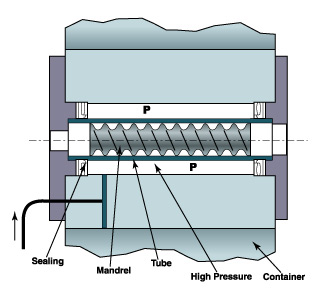 P
P
Sealing
Mandrel
Tube
High Pressure
Container